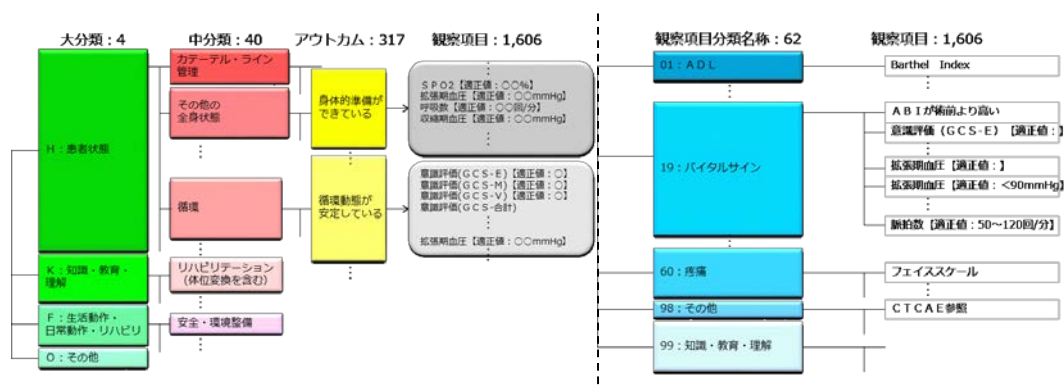 大分類：4
中分類：40
アウトカム：317
観察項目：1,606
H：患者状態
K：知識・教育・
理解
F：生活動作・
日常動作・リハビリ
O：その他
カテーテル・ライン
管理
その他の
全身状態
⋮
循環
⋮
リハビリテーション
(体位変換を含む)
安全・環境整備
⋮
身体的準備が
できている
⋮
循環動態が
安定している
⋮
⋮
ＳＰＯ２【適正値：○○%】
拡張期血圧【適正値：○○mmHg】
呼吸数【適正値：○○回/分】
収縮期血圧【適正値：○○mmHg】
⋮
意識評価(GCS-E)【適正値：○】
意識評価(GCS-M)【適正値：○】
意識評価(GCS-V)【適正値：○】
意識評価(GCS-合計)
⋮
拡張期血圧【適正値：○○mmHg】
観察項目分類名称：62
観察項目：1,606
01：ＡＤＬ
⋮
19：バイタルサイン
⋮
60：疼痛
98：その他
99：知識・教育・理解
Barthel Index
⋮
ＡＢＩが術前より高い
意識評価（GCS-E）【適正値：】
⋮
拡張期血圧【適正値：】
拡張期血圧【適正値：<90mmHg】
⋮
脈拍数【適正値：50～120回/分】
フェイススケール
⋮
ＣＴＣＡＥ参照
⋮